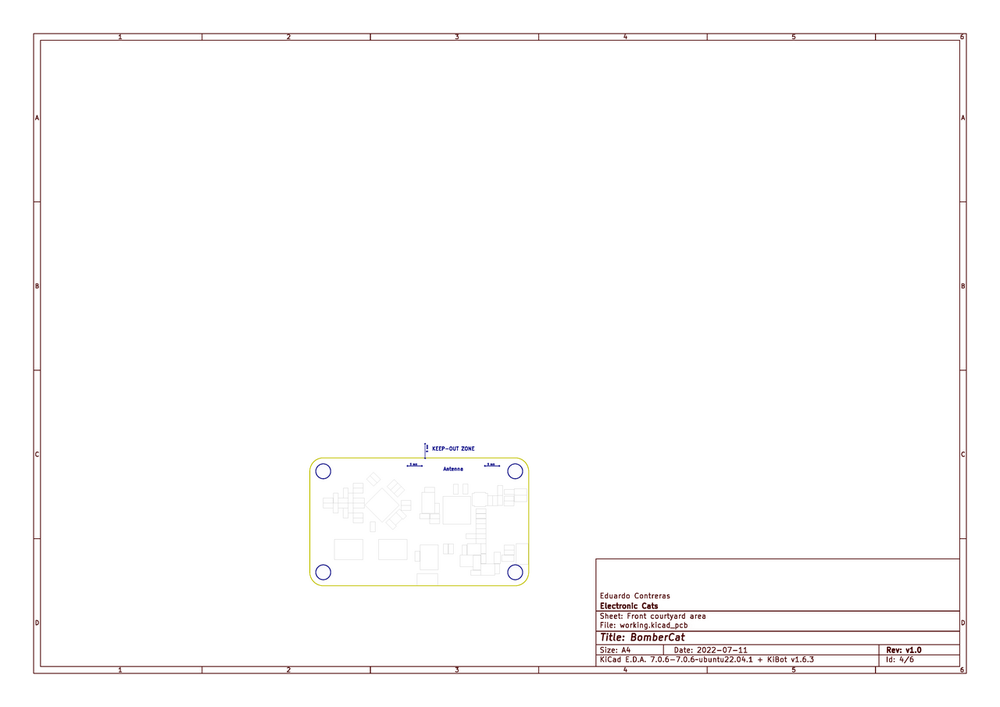 1 2 3 4 5 6
A A
B B
KEEP-OUT ZONE
C C
Antenna
Eduardo Contreras
Electronic Cats
Sheet: Front courtyard area
D D
File: working.kicad_pcb
Title: BomberCat
Size: A4 Date: 2022-07-11 Rev: v1.0
KiCad E.D.A. 7.0.6-7.0.6~ubuntu22.04.1 + KiBot v1.6.3 Id: 4/6
1 2 3 4 5 6